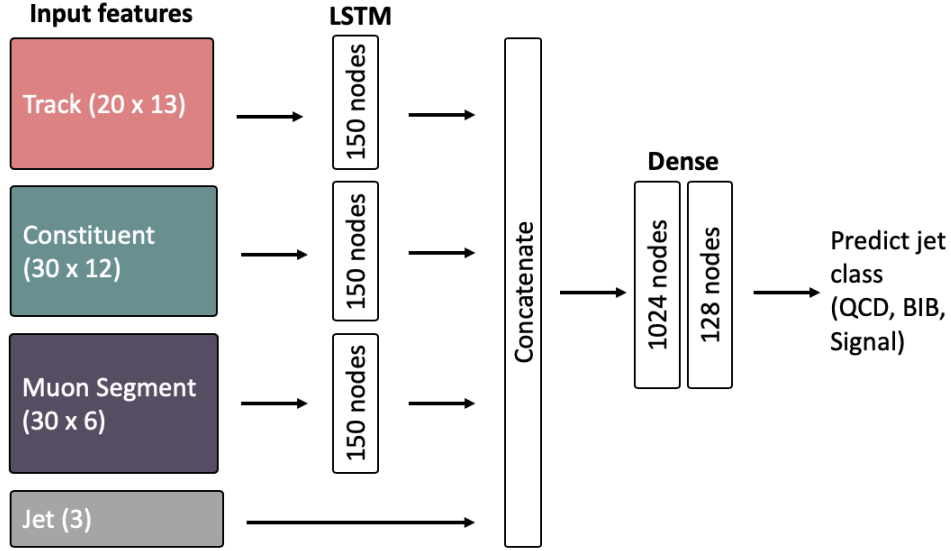 Input features
LSTM
Track (20 x 13)
150 nodes
Constituent
(30 x 12)
150 nodes
Muon Segment
(30 x 6)
150 nodes
Jet (3)
Concatenate
Dense
1024 nodes
128 nodes
Predict jet
class
(QCD, BIB,
Signal)